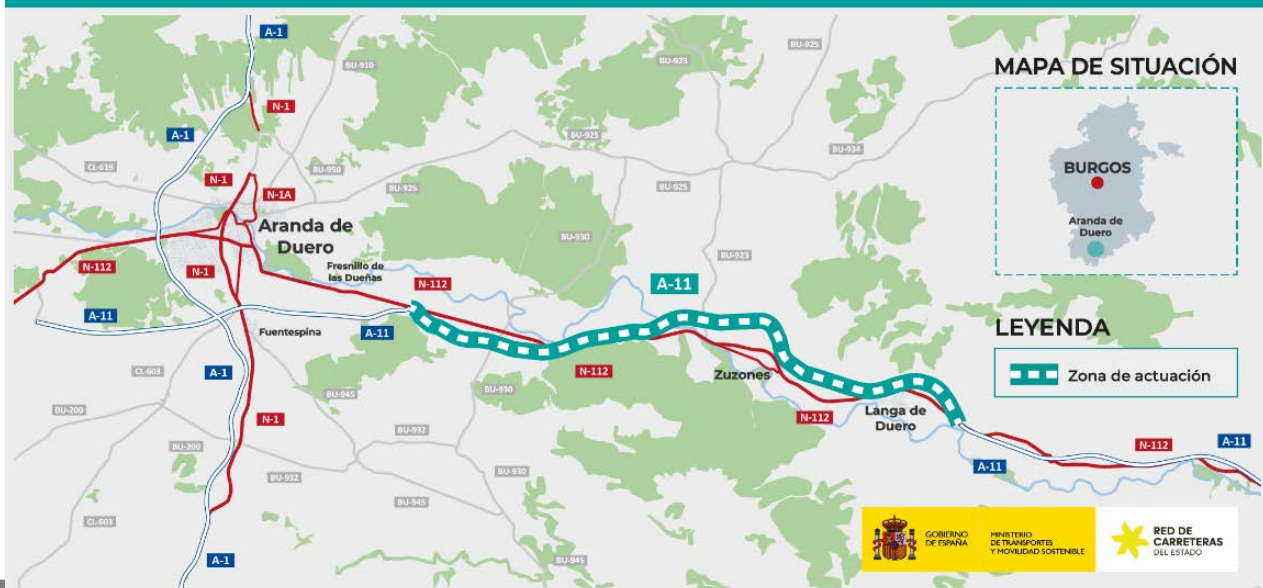 A-1
BU-925
BU-910
BU-923
MAPA DE SITUACIÓN
N-1
A-1
BU-925
BU-934
CL-619
BU-950
BURGOS
N-1
N-1A
BU-925
BU-925
Aranda de
Duero
Aranda de
Duero
BU-930
BU-923
N-112
N-1
Fresnillo de
las Dueñas
N-112
A-11
A-11
Fuentespina
A-11
LEYENDA
Zona de actuación
CL-603
A-1
N-112
Zuzones
BU-200
BU-945
BU-930
N-1
N-112
Langa de
Duero
BU-200
BU-932
N-112
A-11
BU-932
BU-930
A-11
CL-603
BU-945
BU-945
A-1
GOBIERNO
DE ESPAÑA
MINISTERIO
DE TRANSPORTES
Y MOVILIDAD SOSTENIBLE
RED DE
CARRETERAS
DEL ESTADO